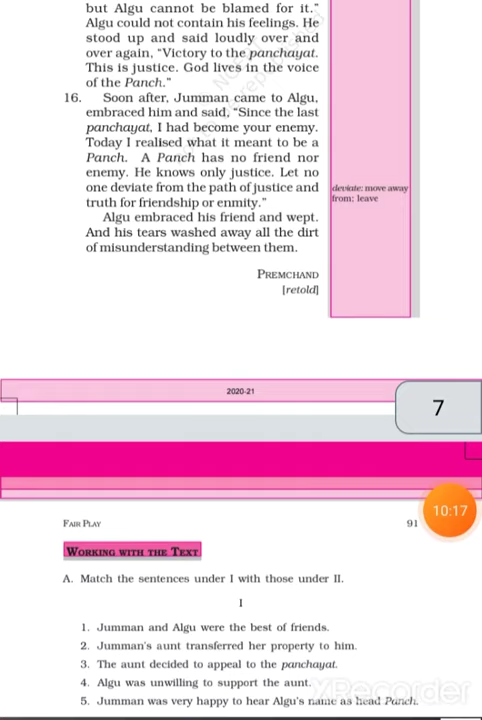 but Algu cannot be blamed for it."
Algu could not contain his feelings. He
stood up and said loudly over and
over again, "Victory to the panchayat.
This is justice. God lives in the voice
of the Panch."
16. Soon after, Jumman came to Algu,
embraced him and said, "Since the last
panchayat, I had become your enemy.
Today I realised what it meant to be a
Panch. A Panch has no friend nor
enemy. He knows only justice. Let no
one deviate from the path of justice and
truth for friendship or enmity."
deviate: move away
from; leave
Algu embraced his friend and wept.
And his tears washed away all the dirt
of misunderstanding between them.
PREMCHAND
[retold]
2020-21
7
10:17
FAIR PLAY
91
WORKING WITH THE TEXT
A. Match the sentences under I with those under II.
I
1. Jumman and Algu were the best of friends.
2. Jumman's aunt transferred her property to him.
3. The aunt decided to appeal to the panchayat.
4. Algu was unwilling to support the aunt.
5. Jumman was very happy to hear Algu's name as head Panch.
XRecorder